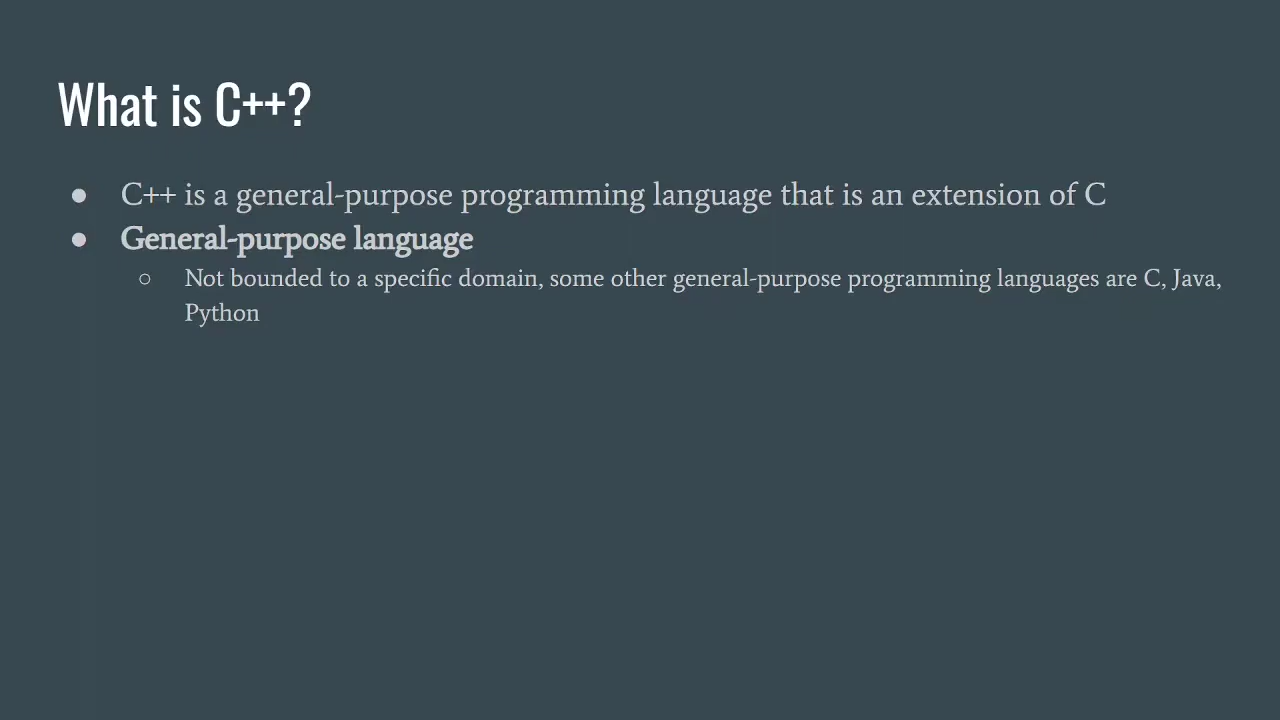 What is C++?
● C++ is a general-purpose programming language that is an extension of C
● General-purpose language
○ Not bounded to a specific domain, some other general-purpose programming languages are C, Java,
Python